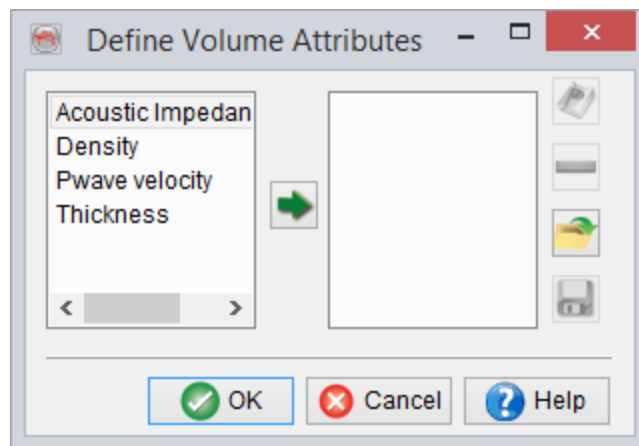 Define Volume Attributes
Acoustic Impedan
Density
Pwave velocity
Thickness
OK Cancel Help